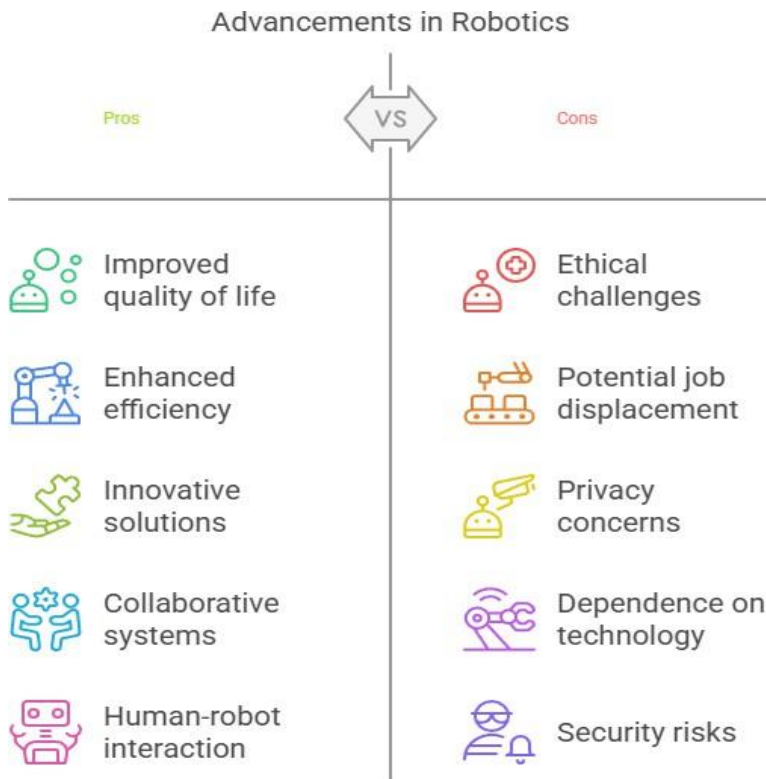 Advancements in Robotics
Pros
VS
Cons
Improved
quality of life
Enhanced
efficiency
Innovative
solutions
Collaborative
systems
Human-robot
interaction
Ethical
challenges
Potential job
displacement
Privacy
concerns
Dependence on
technology
Security risks